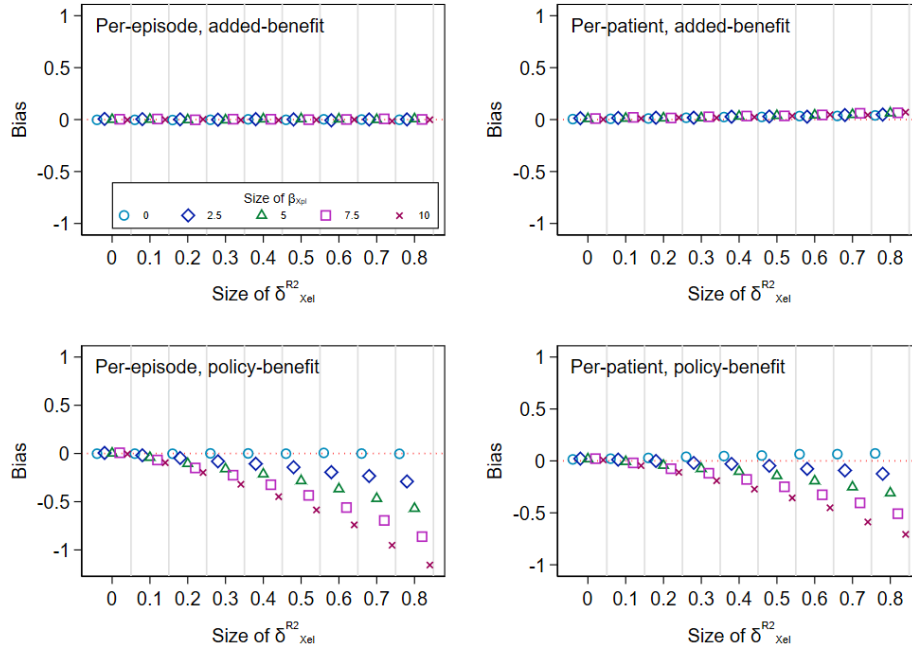 Per-episode, added-benefit
1
0.5
0
-0.5
-1
Bias
Size of βXpl
0 2.5 5 7.5 10
0 0.1 0.2 0.3 0.4 0.5 0.6 0.7 0.8
Size of δR2Xel
Per-patient, added-benefit
1
0.5
0
-0.5
-1
Bias
0 0.1 0.2 0.3 0.4 0.5 0.6 0.7 0.8
Size of δR2Xel
Per-episode, policy-benefit
1
0.5
0
-0.5
-1
Bias
0 0.1 0.2 0.3 0.4 0.5 0.6 0.7 0.8
Size of δR2Xel
Per-patient, policy-benefit
1
0.5
0
-0.5
-1
Bias
0 0.1 0.2 0.3 0.4 0.5 0.6 0.7 0.8
Size of δR2Xel